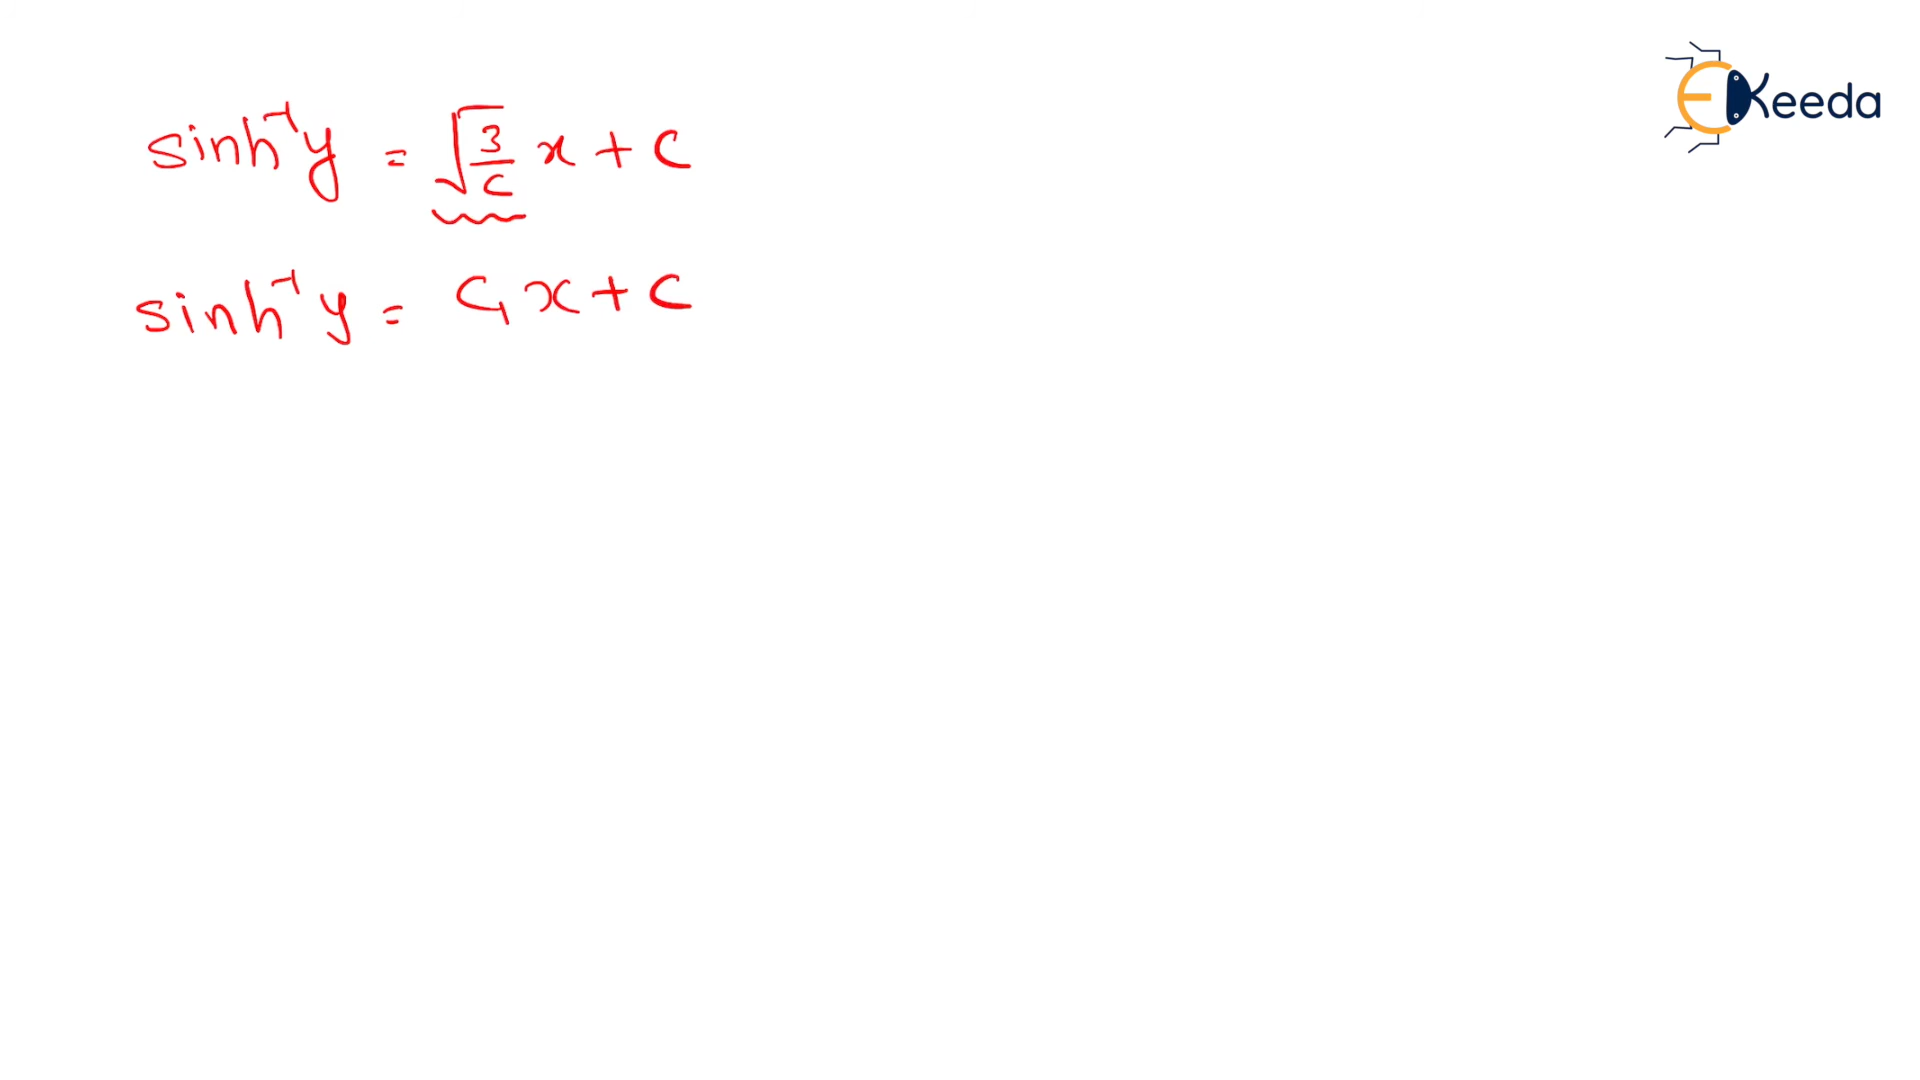 sinh⁻¹y = √(3/c) x + c
EKeeda
sinh⁻¹y = c₁x + c